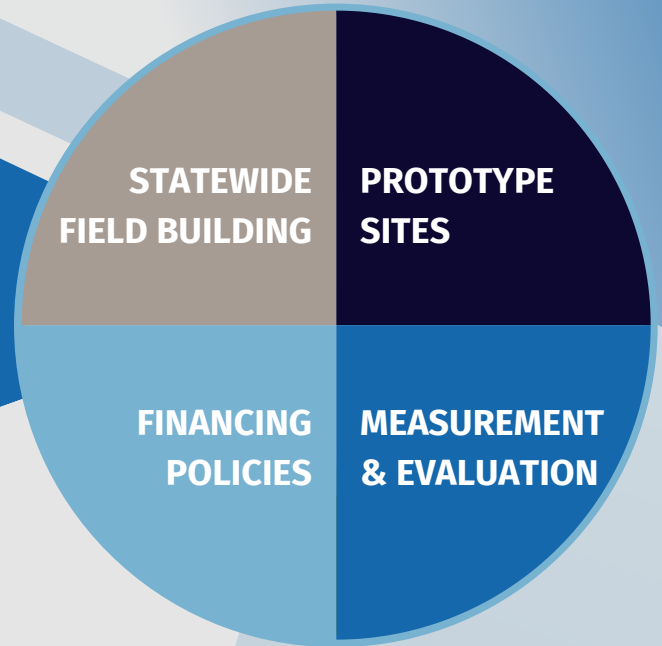 STATEWIDE
FIELD BUILDING
PROTOTYPE
SITES
FINANCING
POLICIES
MEASUREMENT
& EVALUATION